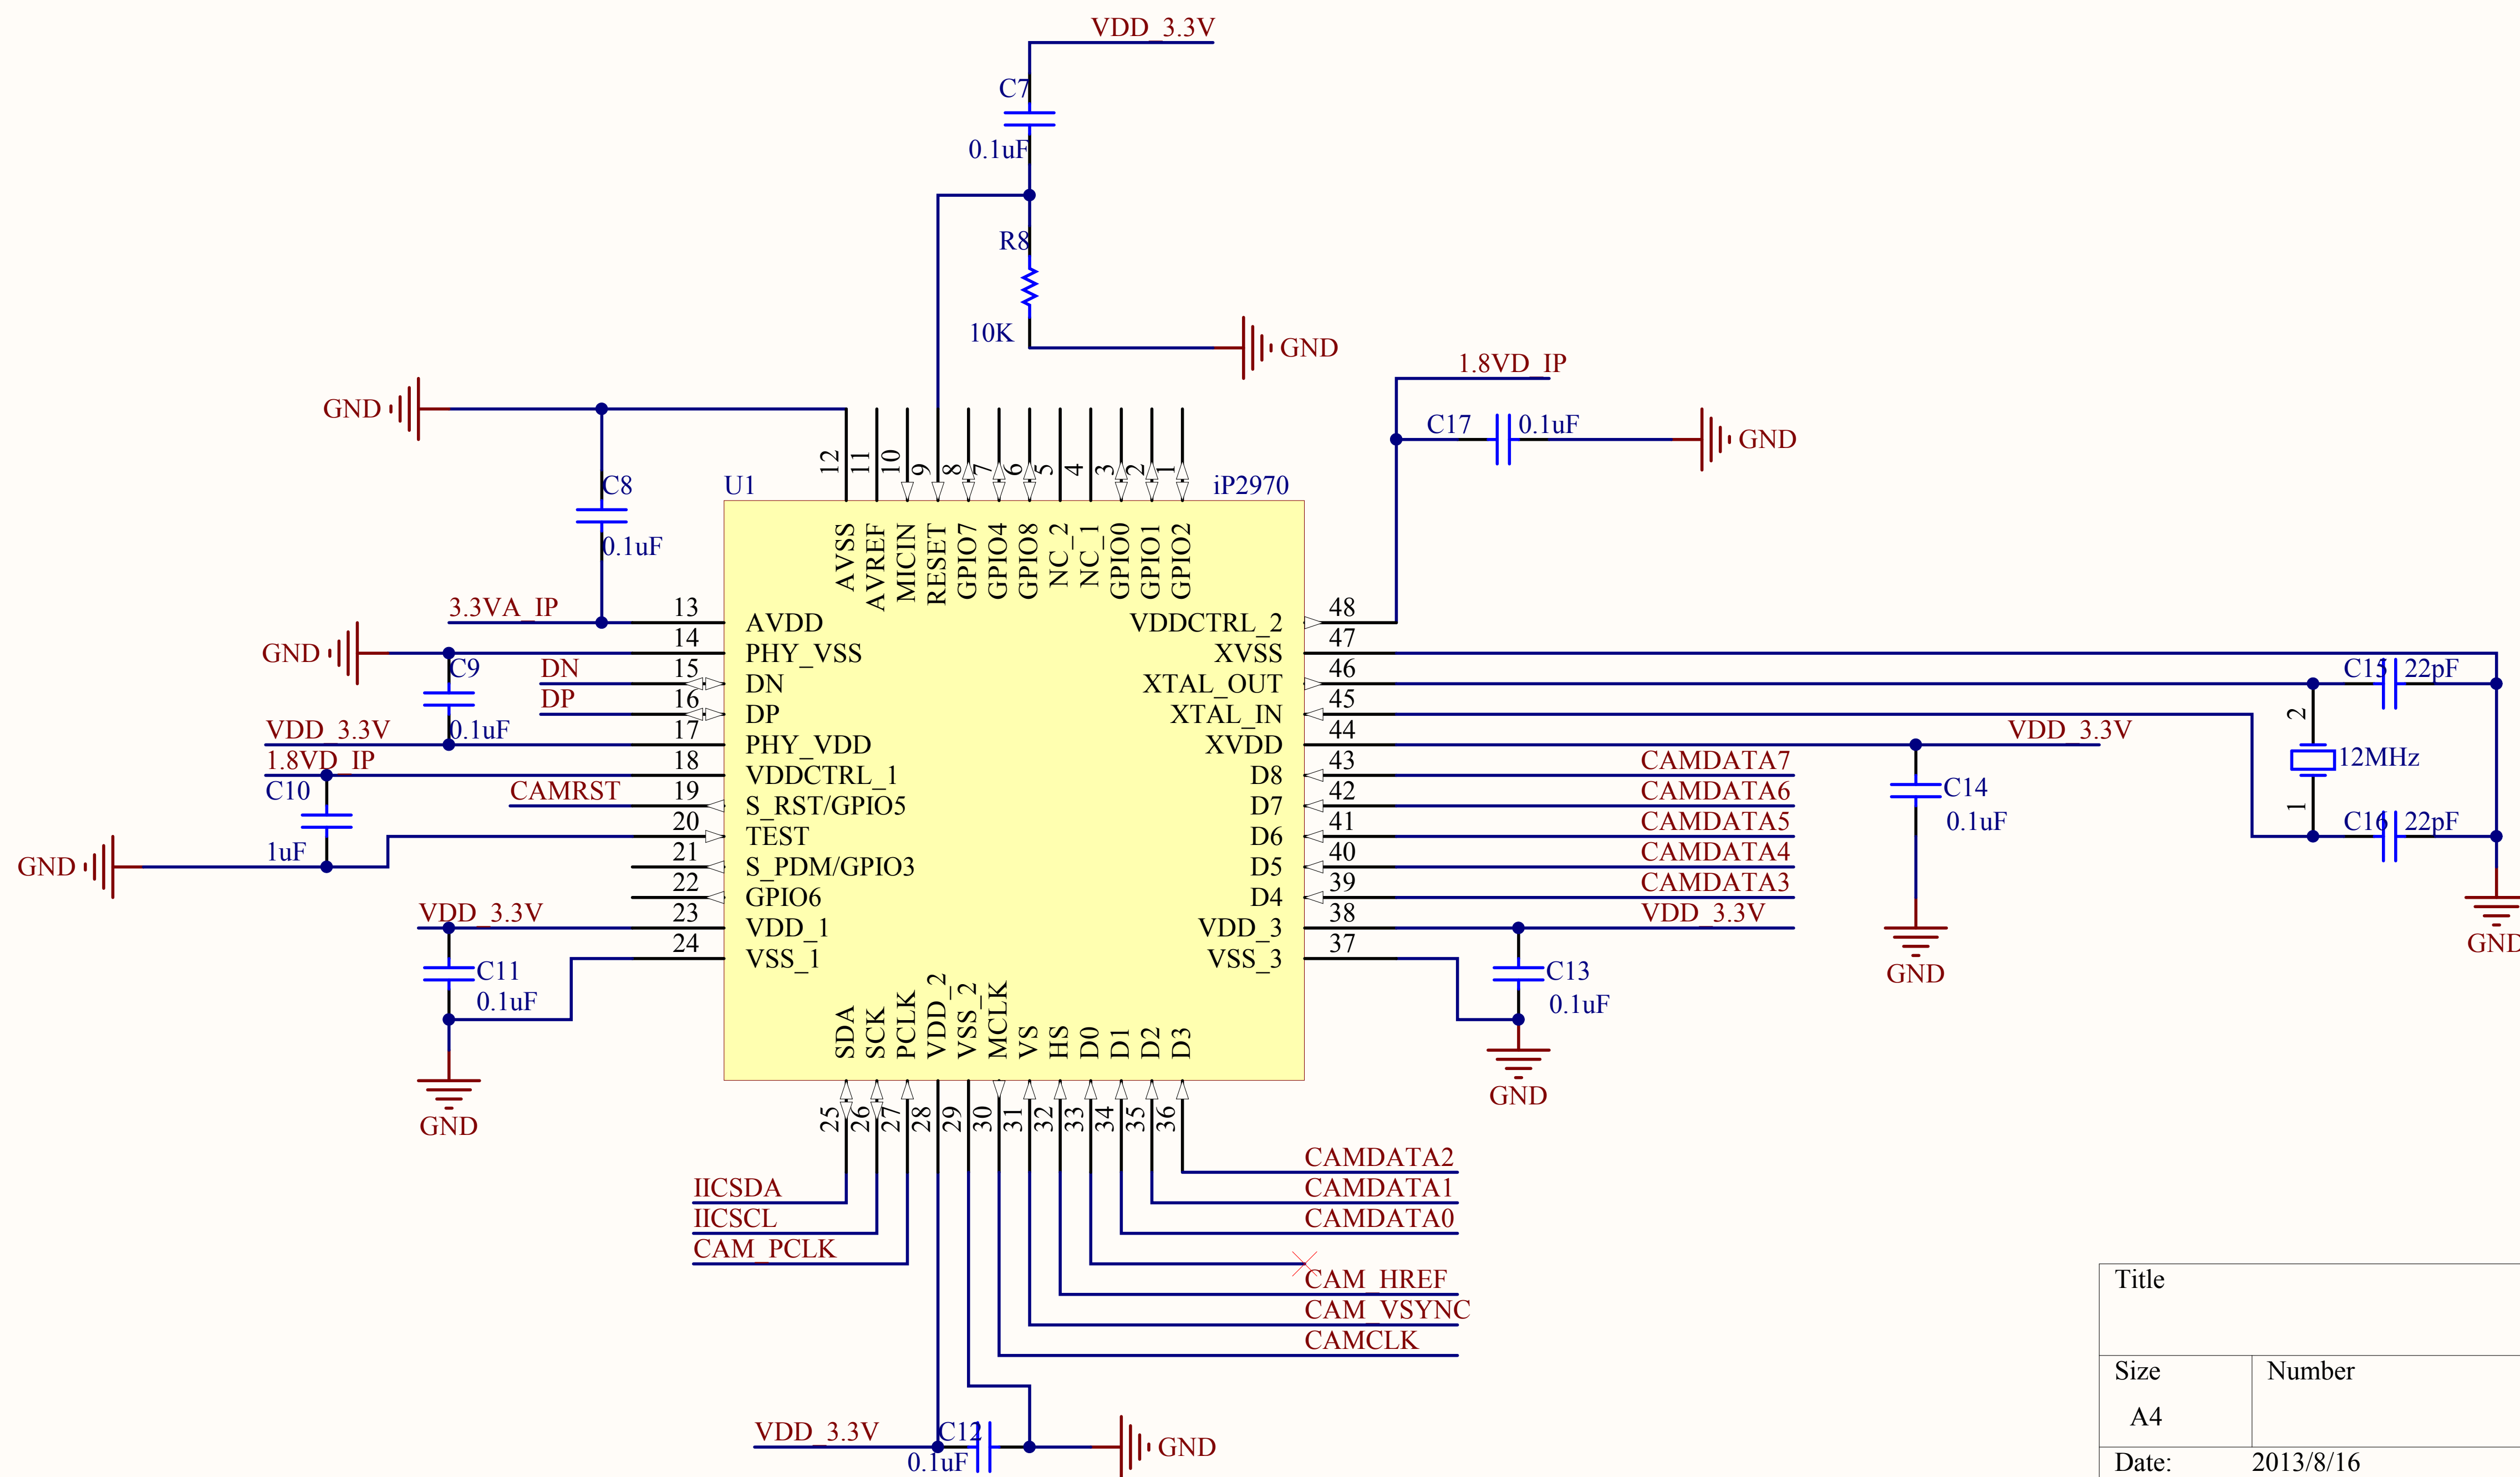 VDD_3.3V
C7
0.1uF
R8
10K
GND
1.8VD_IP
C17 0.1uF
GND
GND
C8
0.1uF
U1 iP2970
12 11 10 9 8 7 6 5 4 3 2 1
AVSS AVREF MICIN RESET GPIO7 GPIO4 GPIO8 NC_2 NC_1 GPIO0 GPIO1 GPIO2
3.3VA_IP 13 AVDD
GND 14 PHY_VSS
C9
0.1uF
DN 15 DN
DP 16 DP
VDD_3.3V 17 PHY_VDD
1.8VD_IP 18 VDDCTRL_1
C10
1uF
CAMRST 19 S_RST/GPIO5
GND 20 TEST
21 S_PDM/GPIO3
22 GPIO6
VDD_3.3V 23 VDD_1
24 VSS_1
C11
0.1uF
GND
VDDCTRL_2 48
XVSS 47
XTAL_OUT 46
XTAL_IN 45
XVDD 44 VDD_3.3V
D8 43 CAMDATA7
D7 42 CAMDATA6
D6 41 CAMDATA5
D5 40 CAMDATA4
D4 39 CAMDATA3
VDD_3 38 VDD_3.3V
VSS_3 37
C15 22pF
2
12MHz
1
C16 22pF
GND
C14
0.1uF
GND
C13
0.1uF
GND
SDA SCK PCLK VDD_2 VSS_2 MCLK VS HS D0 D1 D2 D3
25 26 27 28 29 30 31 32 33 34 35 36
CAMDATA2
IICSDA CAMDATA1
IICSCL CAMDATA0
CAM_PCLK
CAM_HREF
CAM_VSYNC
CAMCLK
VDD_3.3V C12 GND
0.1uF
Title
Size Number
A4
Date: 2013/8/16